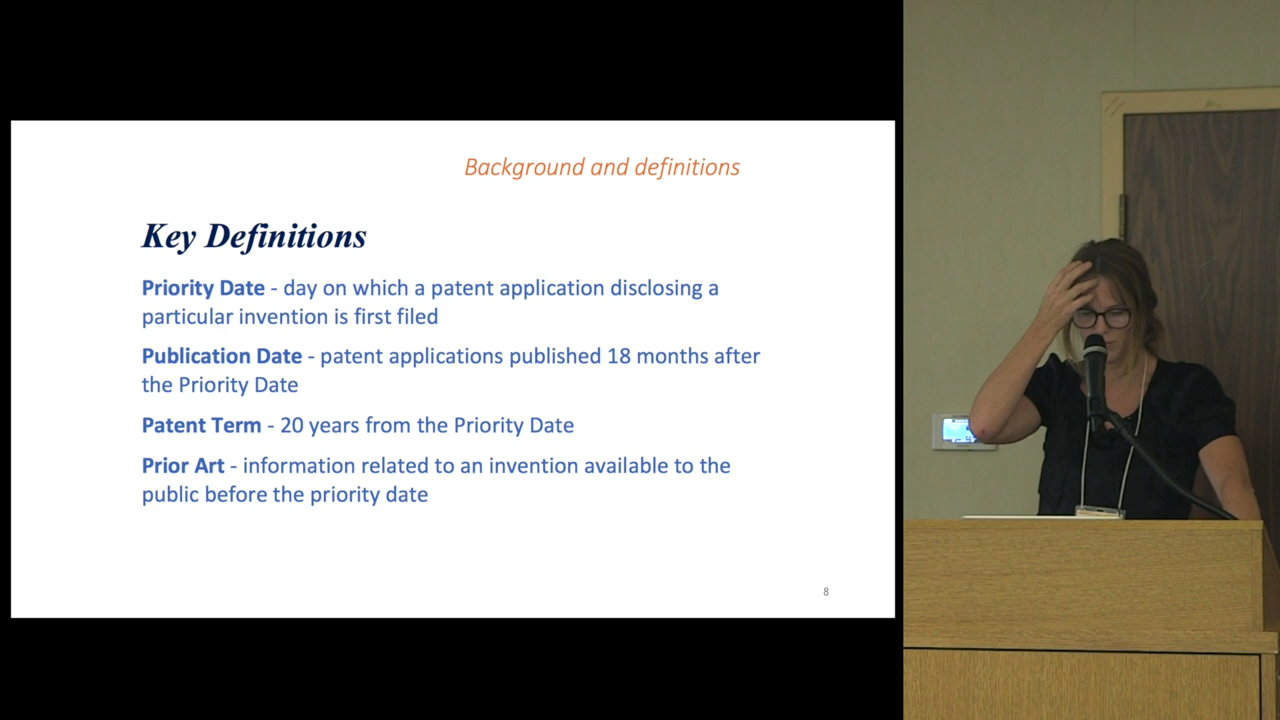 Background and definitions
Key Definitions
Priority Date - day on which a patent application disclosing a
particular invention is first filed
Publication Date - patent applications published 18 months after
the Priority Date
Patent Term - 20 years from the Priority Date
Prior Art - information related to an invention available to the
public before the priority date
8